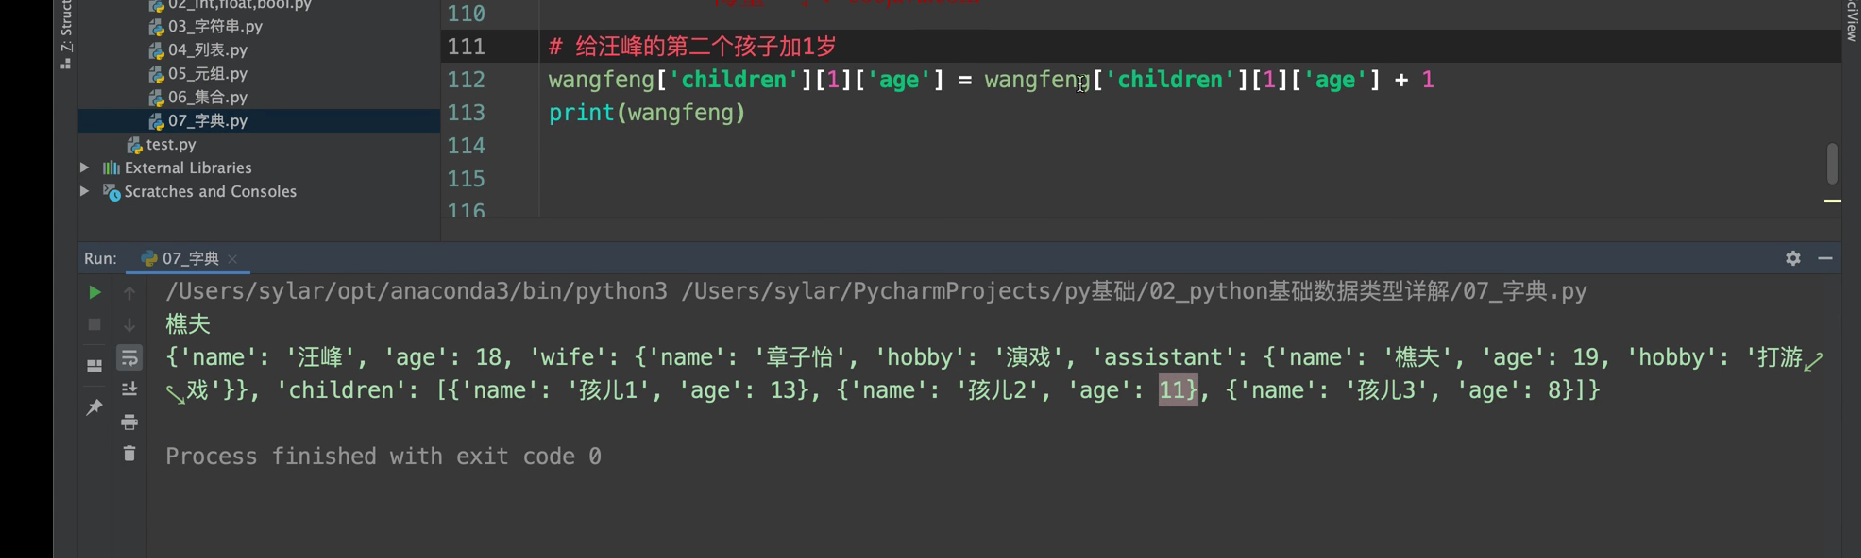 02_int,float,bool.py
03_字符串.py
04_列表.py
05_元组.py
06_集合.py
07_字典.py
test.py
External Libraries
Scratches and Consoles
Z: Struct
SciView
110
111 # 给汪峰的第二个孩子加1岁
112 wangfeng['children'][1]['age'] = wangfeng['children'][1]['age'] + 1
113 print(wangfeng)
114
115
116
Run: 07_字典
/Users/sylar/opt/anaconda3/bin/python3 /Users/sylar/PycharmProjects/py基础/02_python基础数据类型详解/07_字典.py
樵夫
{'name': '汪峰', 'age': 18, 'wife': {'name': '章子怡', 'hobby': '演戏', 'assistant': {'name': '樵夫', 'age': 19, 'hobby': '打游
戏'}}, 'children': [{'name': '孩儿1', 'age': 13}, {'name': '孩儿2', 'age': 11}, {'name': '孩儿3', 'age': 8}]}
Process finished with exit code 0